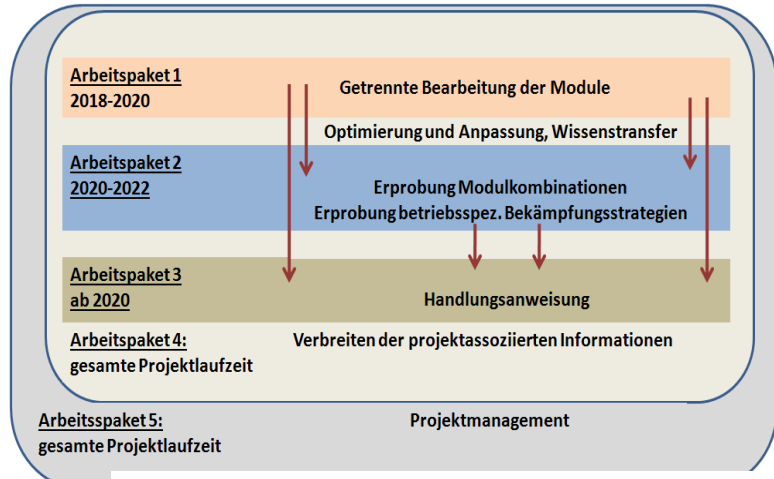 Arbeitspaket 1
2018-2020
Getrennte Bearbeitung der Module
Optimierung und Anpassung, Wissenstransfer
Arbeitspaket 2
2020-2022
Erprobung Modulkombinationen
Erprobung betriebsspez. Bekämpfungsstrategien
Arbeitspaket 3
ab 2020
Handlungsanweisung
Arbeitspaket 4:
gesamte Projektlaufzeit
Verbreiten der projektassoziierten Informationen
Arbeitsspaket 5:
gesamte Projektlaufzeit
Projektmanagement